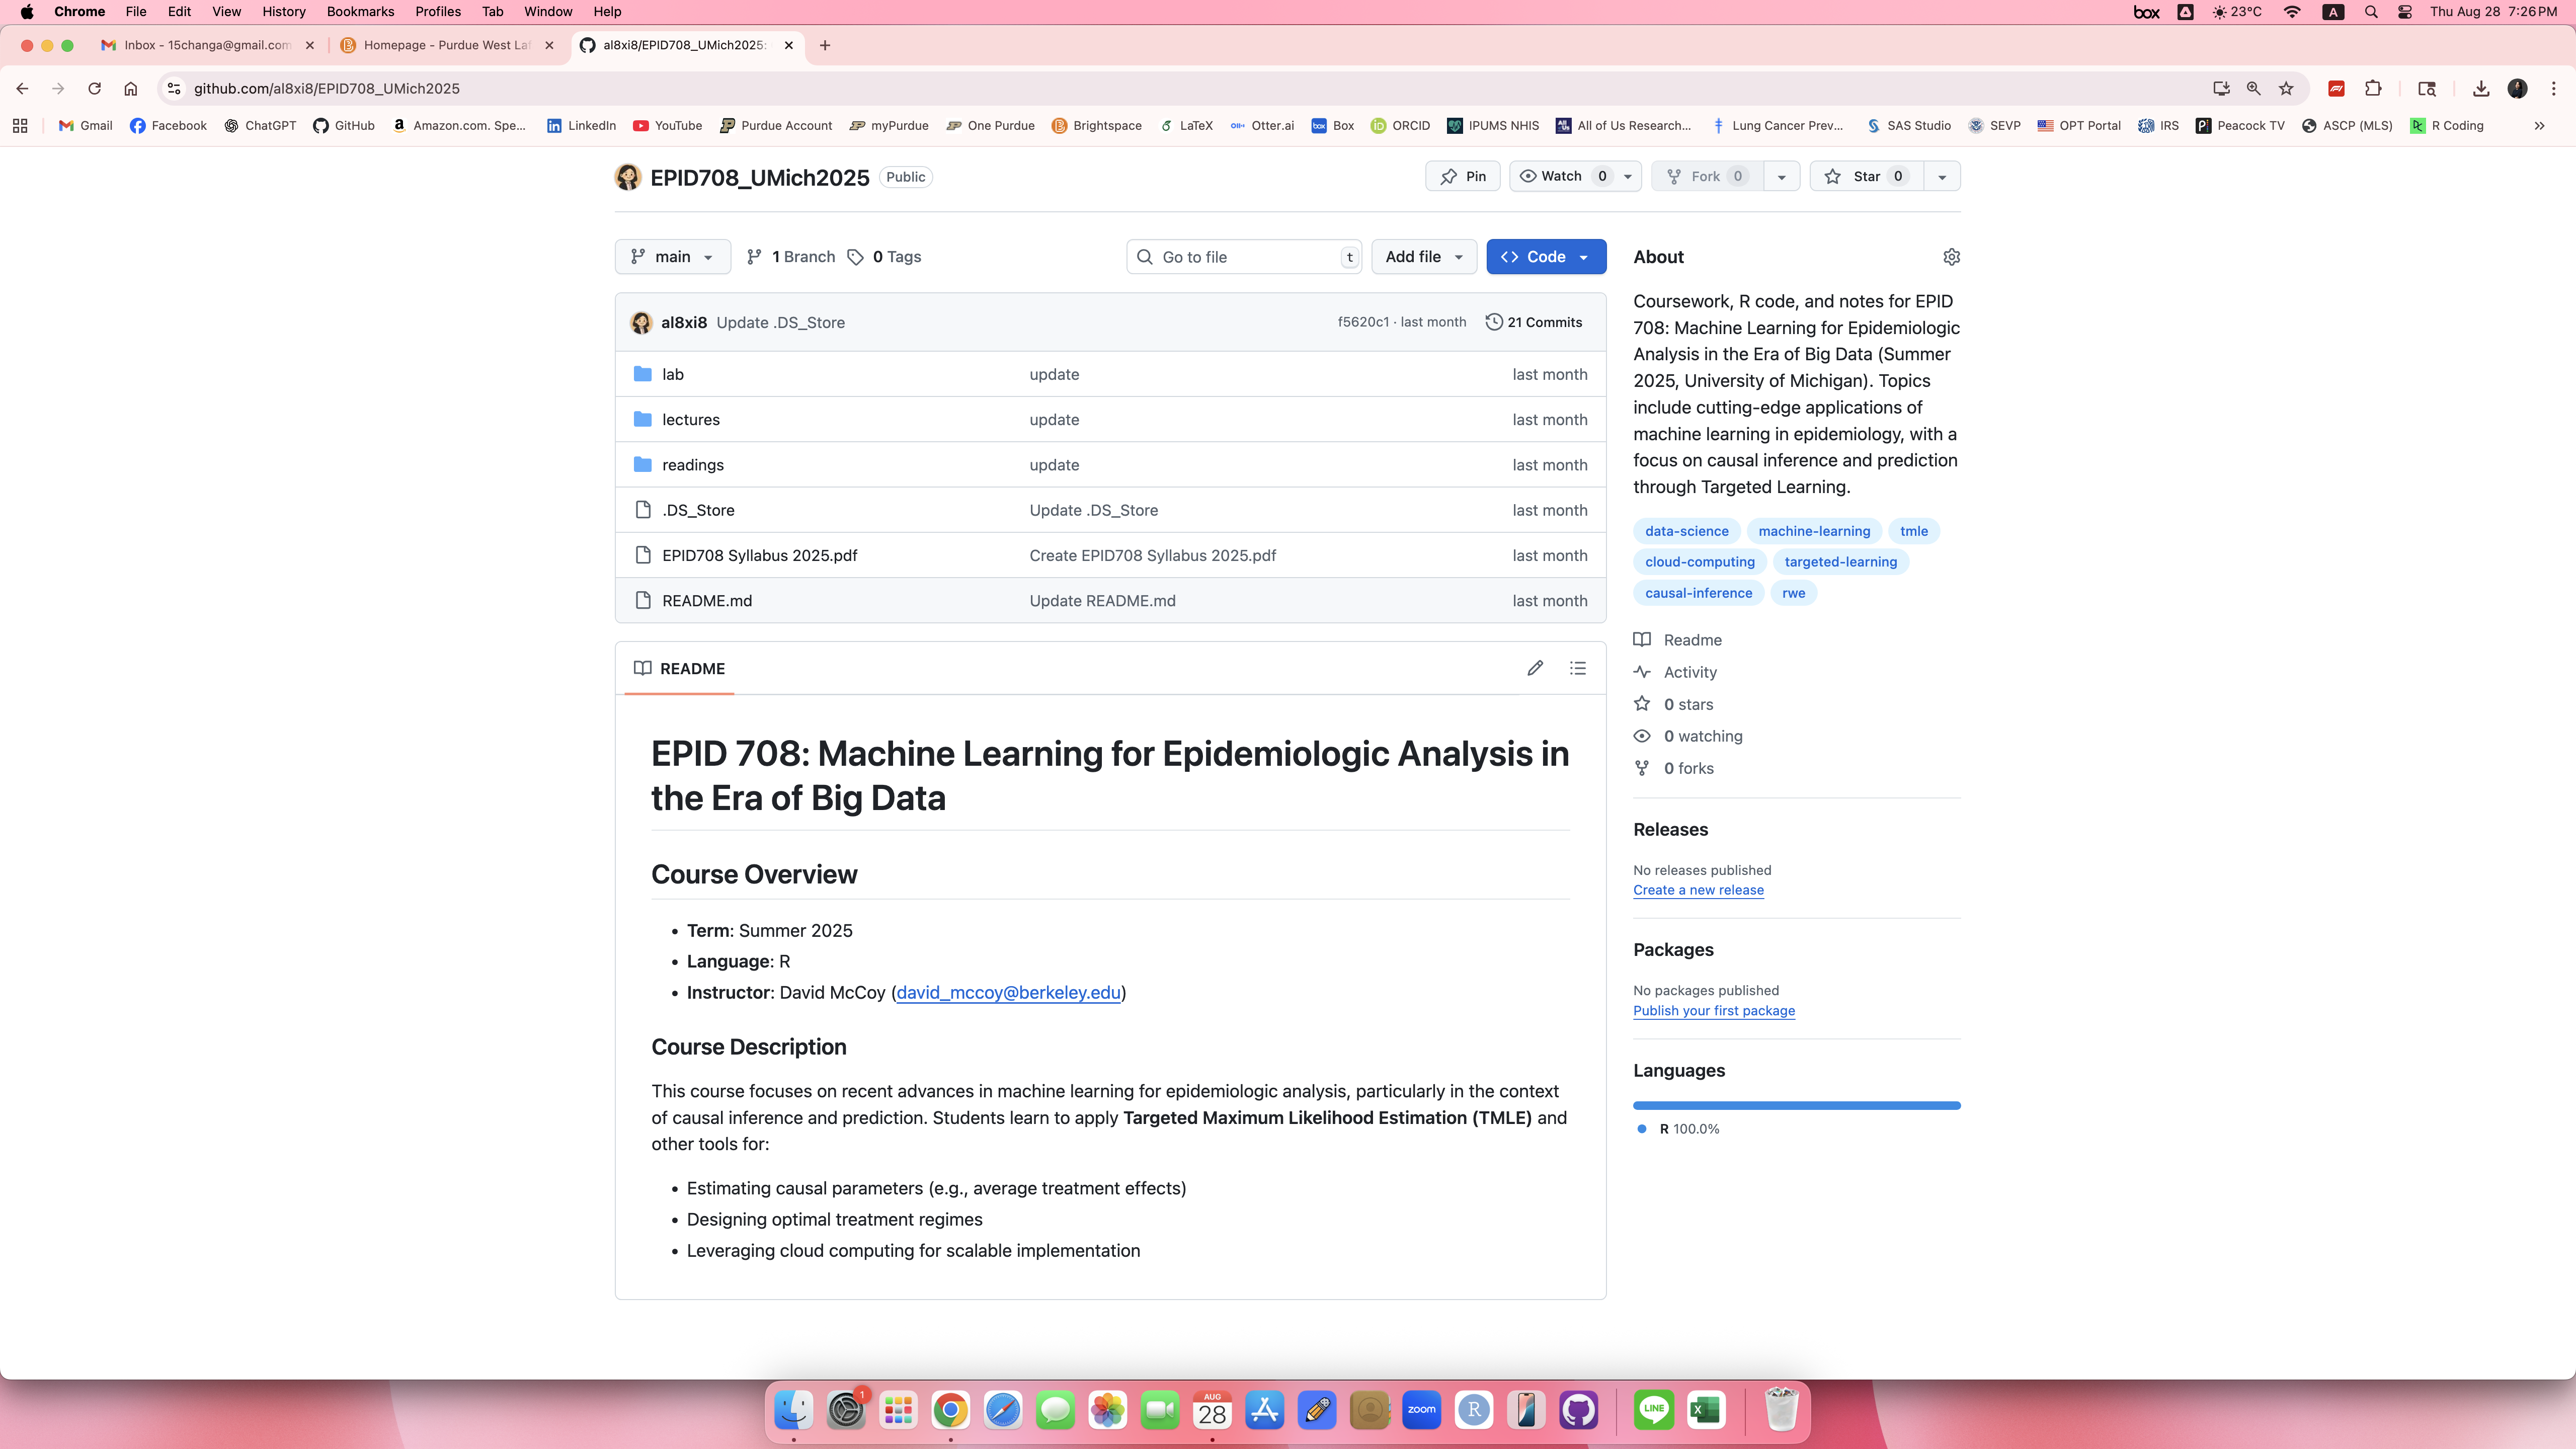 Chrome File Edit View History Bookmarks Profiles Tab Window Help box A 23°C A Thu Aug 28 7:26 PM
Inbox - 15changa@gmail.com Homepage - Purdue West Laf al8xi8/EPID708_UMich2025:
github.com/al8xi8/EPID708_UMich2025
Gmail Facebook ChatGPT GitHub Amazon.com. Spe... LinkedIn YouTube Purdue Account myPurdue One Purdue Brightspace LaTeX Otter.ai Box ORCID IPUMS NHIS All of Us Research... Lung Cancer Prev... SAS Studio SEVP OPT Portal IRS Peacock TV ASCP (MLS) R Coding
EPID708_UMich2025 Public Pin Watch 0 Fork 0 Star 0
main 1 Branch 0 Tags Go to file t Add file Code
al8xi8 Update .DS_Store f5620c1 · last month 21 Commits
lab update last month
lectures update last month
readings update last month
.DS_Store Update .DS_Store last month
EPID708 Syllabus 2025.pdf Create EPID708 Syllabus 2025.pdf last month
README.md Update README.md last month
README
EPID 708: Machine Learning for Epidemiologic Analysis in
the Era of Big Data
Course Overview
• Term: Summer 2025
• Language: R
• Instructor: David McCoy (david_mccoy@berkeley.edu)
Course Description
This course focuses on recent advances in machine learning for epidemiologic analysis, particularly in the context
of causal inference and prediction. Students learn to apply Targeted Maximum Likelihood Estimation (TMLE) and
other tools for:
• Estimating causal parameters (e.g., average treatment effects)
• Designing optimal treatment regimes
• Leveraging cloud computing for scalable implementation
About
Coursework, R code, and notes for EPID
708: Machine Learning for Epidemiologic
Analysis in the Era of Big Data (Summer
2025, University of Michigan). Topics
include cutting-edge applications of
machine learning in epidemiology, with a
focus on causal inference and prediction
through Targeted Learning.
data-science machine-learning tmle
cloud-computing targeted-learning
causal-inference rwe
Readme
Activity
0 stars
0 watching
0 forks
Releases
No releases published
Create a new release
Packages
No packages published
Publish your first package
Languages
R 100.0%
1 AUG 28 zoom R LINE X